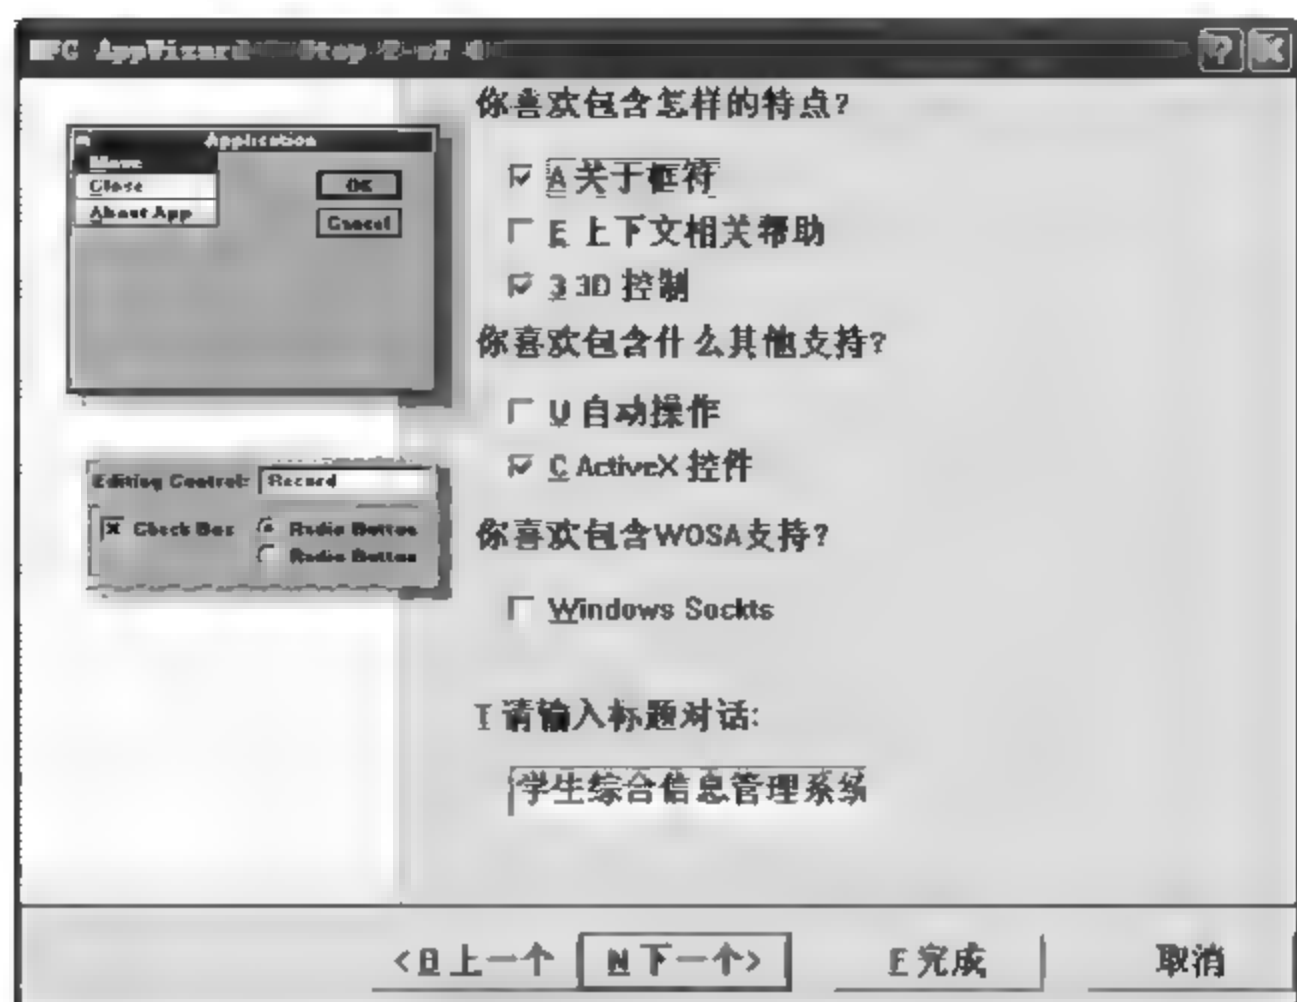 MFC AppWizard - Step 2 of 4
Application
Move
Close
About App
OK
Cancel
Editing Control: Record
Check Box
Radio Button
Radio Button
你喜欢包含怎样的特点?
A 关于框符
E 上下文相关帮助
3 3D 控制
你喜欢包含什么其他支持?
U 自动操作
C ActiveX 控件
你喜欢包含WOSA支持?
Windows Sockts
T 请输入标题对话:
学生综合信息管理系统
<B 上一个
N 下一个>
F 完成
取消